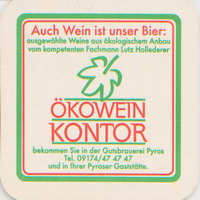 Auch Wein ist unser Bier:
ausgewählte Weine aus ökologischem Anbau
vom kompetenten Fachmann Lutz Hollederer
ÖKOWEIN
KONTOR
bekommen Sie in der Gutsbrauerei Pyras
Tel. 09174/47 47 47
und in Ihrer Pyraser Gaststätte.